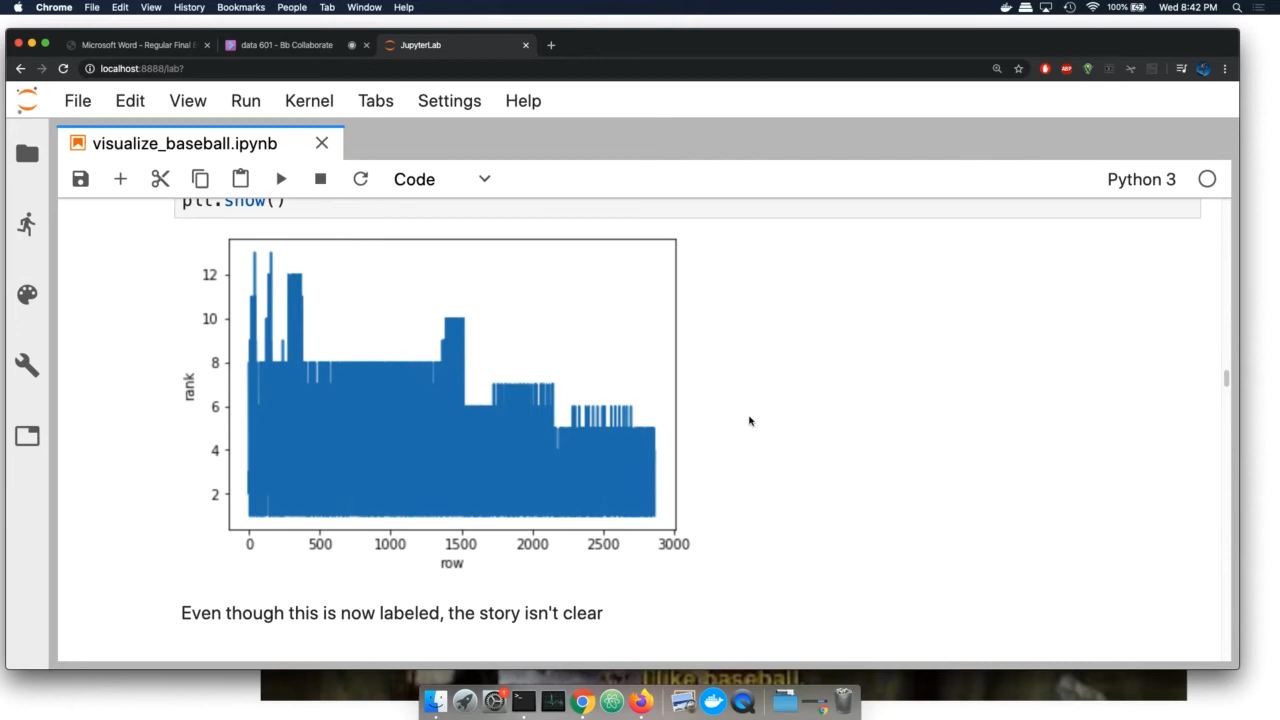 Chrome File Edit View History Bookmarks People Tab Window Help 100% Wed 8:42 PM
Microsoft Word - Regular Final E data 601 - Bb Collaborate JupyterLab
localhost:8888/lab?
File Edit View Run Kernel Tabs Settings Help
visualize_baseball.ipynb
Code Python 3
plt.show()
12
10
8
6
4
2
rank
0 500 1000 1500 2000 2500 3000
row
Even though this is now labeled, the story isn't clear
I like baseball.